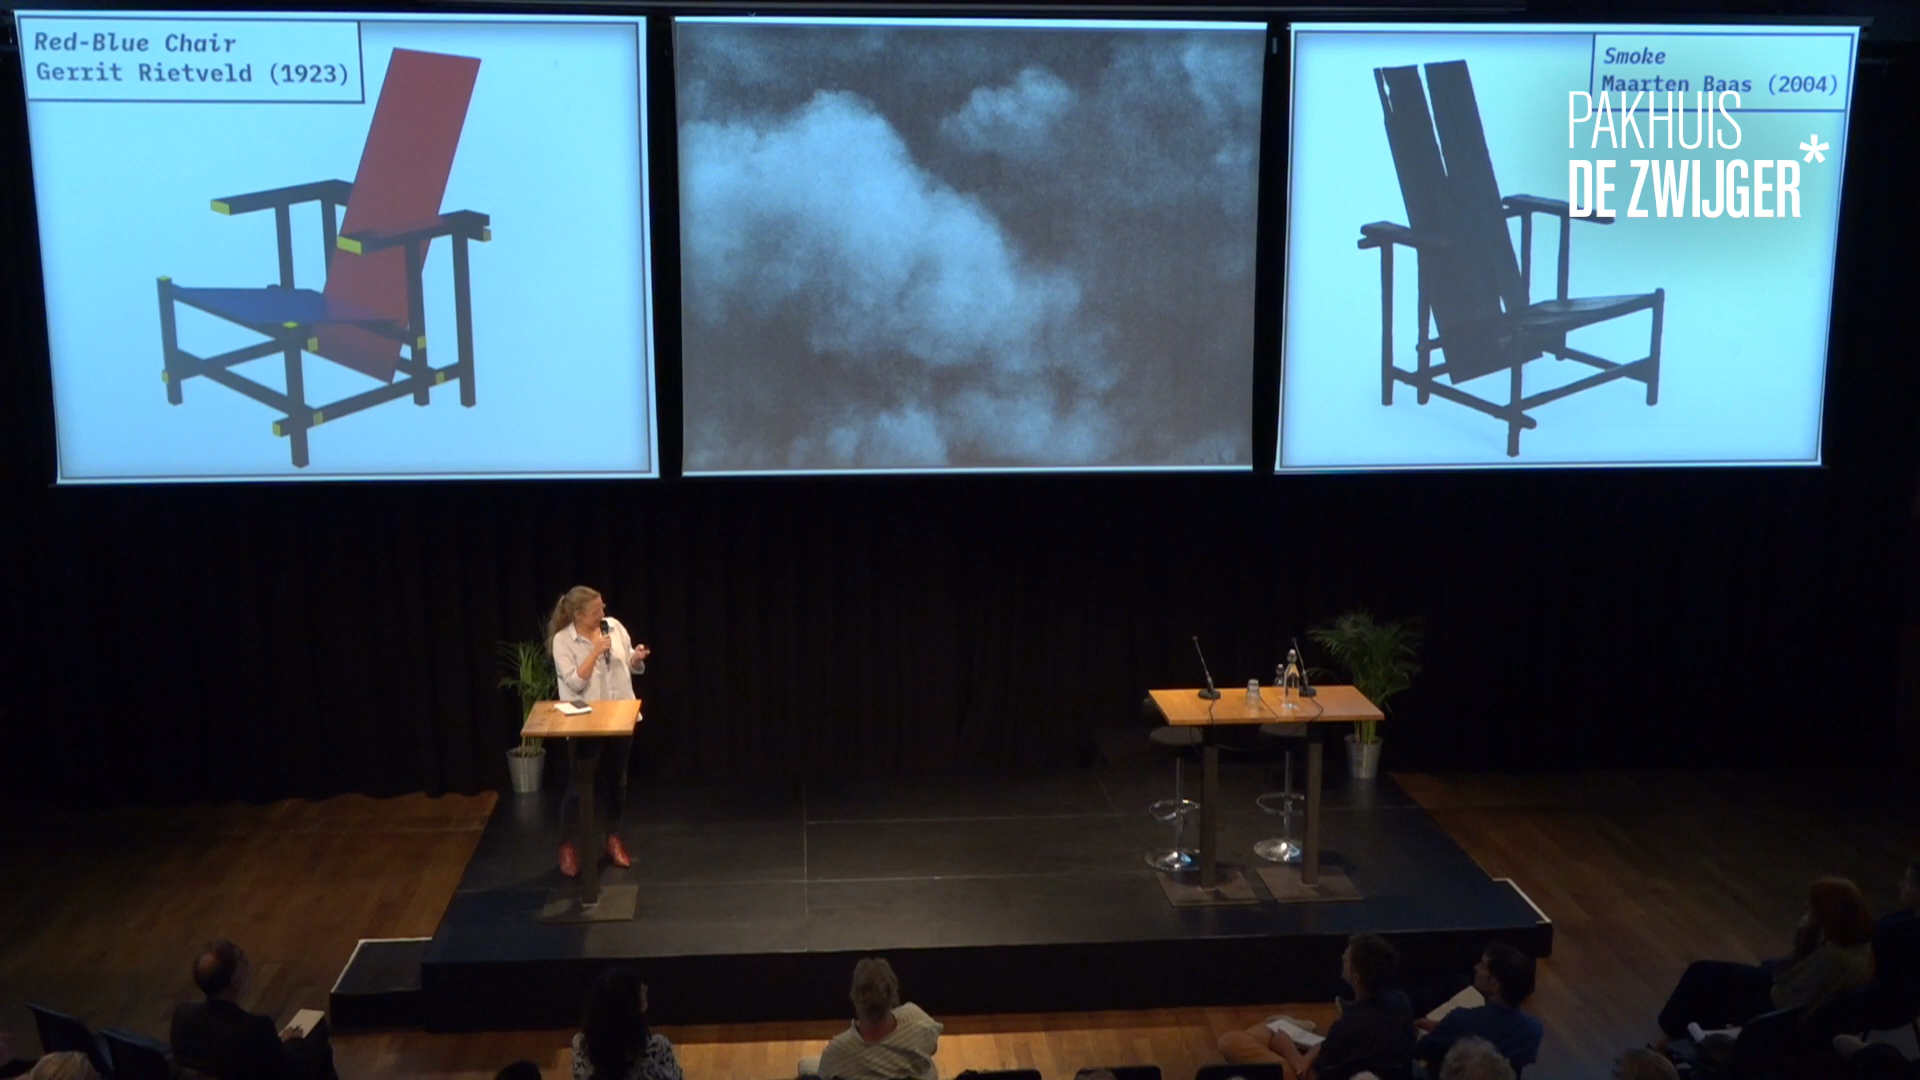 Red-Blue Chair
Gerrit Rietveld (1923)
Smoke
Maarten Baas (2004)
PAKHUIS
DE ZWIJGER*